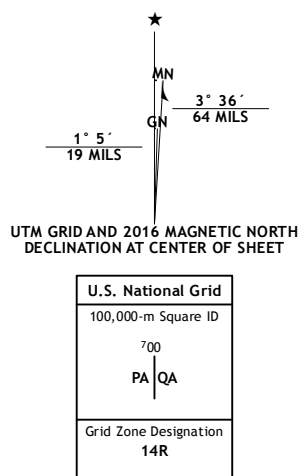 ★
MN
3° 36´
64 MILS
GN
1° 5´
19 MILS
UTM GRID AND 2016 MAGNETIC NORTH
DECLINATION AT CENTER OF SHEET
U.S. National Grid
100,000-m Square ID
⁷00
PA QA
Grid Zone Designation
14R